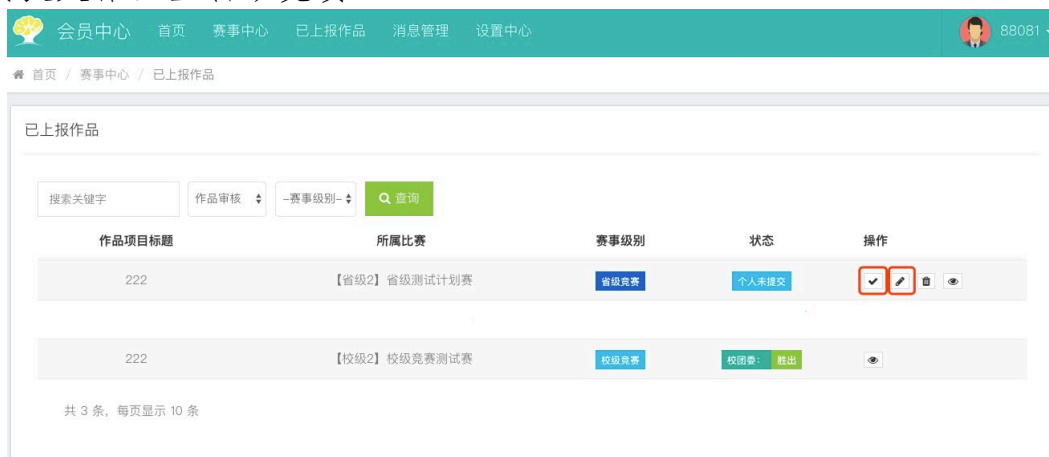 会员中心 首页 赛事中心 已上报作品 消息管理 设置中心 88081
首页 / 赛事中心 / 已上报作品
已上报作品
搜索关键字 作品审核 -赛事级别- 查询
作品项目标题 所属比赛 赛事级别 状态 操作
222 【省级2】省级测试计划赛 省级竞赛 个人未提交
222 【校级2】校级竞赛测试赛 校级竞赛 校团委： 胜出
共 3 条，每页显示 10 条